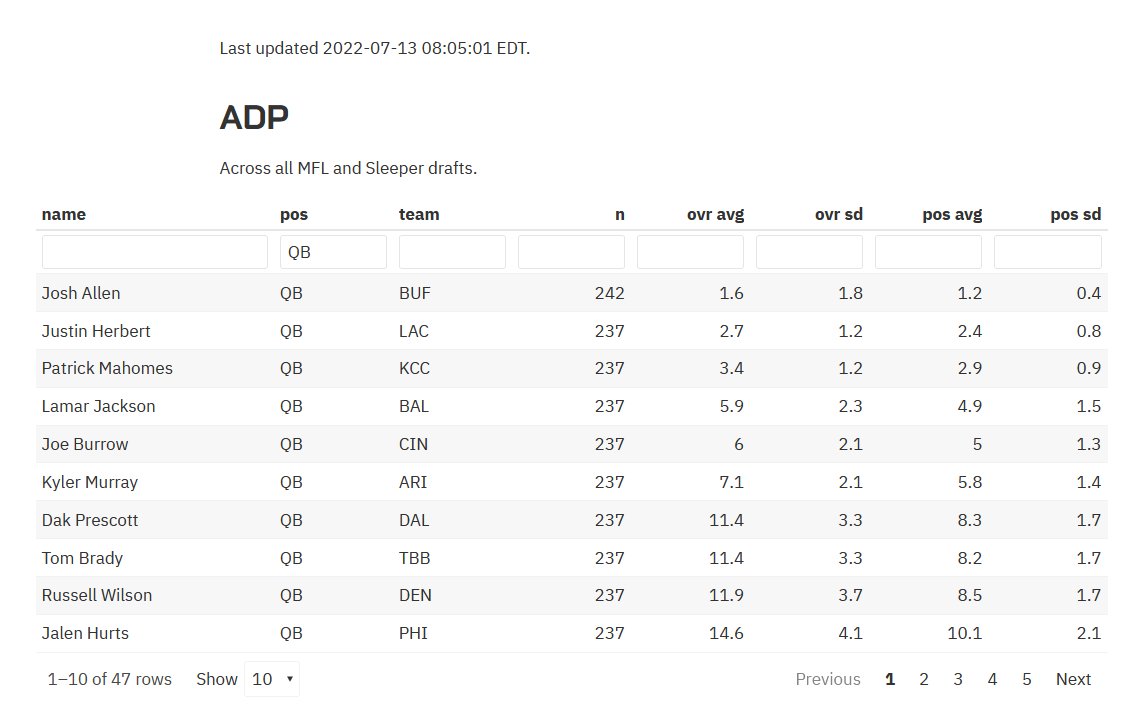 Last updated 2022-07-13 08:05:01 EDT.
ADP
Across all MFL and Sleeper drafts.
name pos team n ovr avg ovr sd pos avg pos sd
QB
Josh Allen QB BUF 242 1.6 1.8 1.2 0.4
Justin Herbert QB LAC 237 2.7 1.2 2.4 0.8
Patrick Mahomes QB KCC 237 3.4 1.2 2.9 0.9
Lamar Jackson QB BAL 237 5.9 2.3 4.9 1.5
Joe Burrow QB CIN 237 6 2.1 5 1.3
Kyler Murray QB ARI 237 7.1 2.1 5.8 1.4
Dak Prescott QB DAL 237 11.4 3.3 8.3 1.7
Tom Brady QB TBB 237 11.4 3.3 8.2 1.7
Russell Wilson QB DEN 237 11.9 3.7 8.5 1.7
Jalen Hurts QB PHI 237 14.6 4.1 10.1 2.1
1–10 of 47 rows Show 10 Previous 1 2 3 4 5 Next